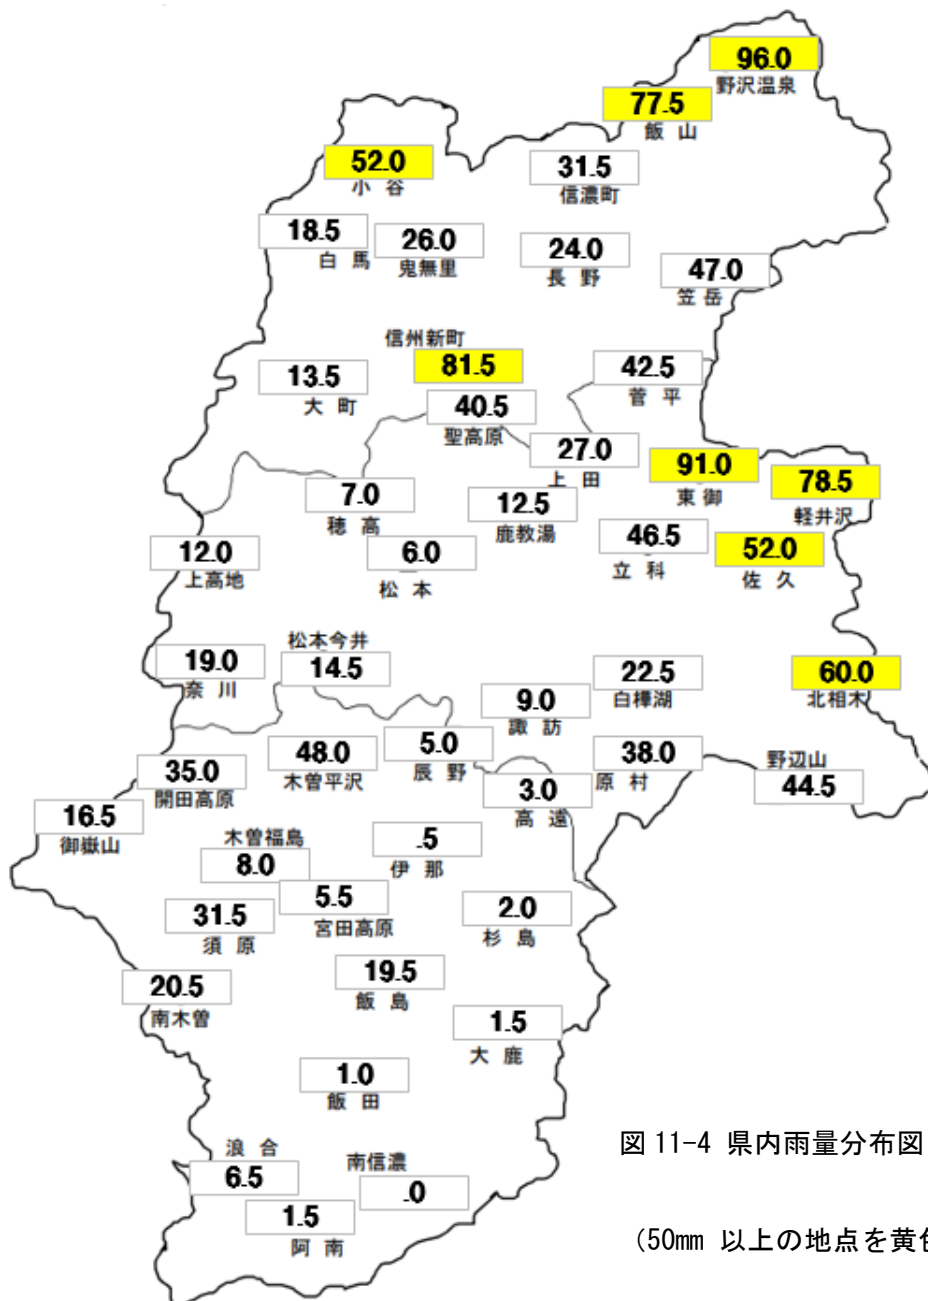 96.0
野沢温泉
77.5
飯 山
52.0
小 谷
31.5
信濃町
18.5
白 馬
26.0
鬼無里
24.0
長 野
47.0
笠 岳
信州新町
81.5
13.5
大 町
42.5
菅 平
40.5
聖高原
27.0
上 田
91.0
東 御
78.5
軽井沢
7.0
穂 高
12.5
鹿教湯
12.0
上高地
6.0
松 本
46.5
立 科
52.0
佐 久
松本今井
14.5
19.0
奈 川
22.5
白樺湖
60.0
北相木
9.0
諏 訪
48.0
木曽平沢
5.0
辰 野
38.0
原 村
野辺山
44.5
35.0
開田高原
3.0
高 遠
16.5
御嶽山
木曽福島
8.0
.5
伊 那
5.5
宮田高原
31.5
須 原
2.0
杉 島
20.5
南木曽
19.5
飯 島
1.5
大 鹿
1.0
飯 田
浪 合
6.5
南信濃
.0
1.5
阿 南
図 11-4 県内雨量分布図
（50mm 以上の地点を黄色